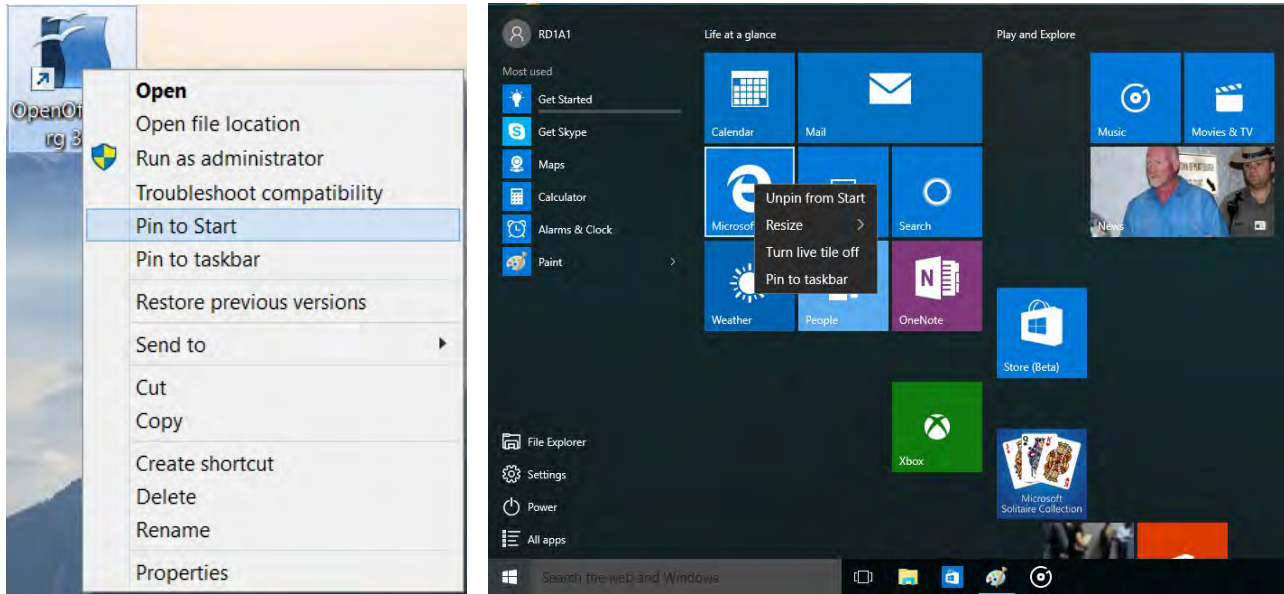 OpenOf
rg 3
Open
Open file location
Run as administrator
Troubleshoot compatibility
Pin to Start
Pin to taskbar
Restore previous versions
Send to
Cut
Copy
Create shortcut
Delete
Rename
Properties
RD1A1
Most used
Get Started
Get Skype
Maps
Calculator
Alarms & Clock
Paint
File Explorer
Settings
Power
All apps
Search the web and Windows
Life at a glance
Calendar
Mail
Microsof
Search
Unpin from Start
Resize
Turn live tile off
Pin to taskbar
Weather
People
OneNote
N
Xbox
Play and Explore
Music
Movies & TV
News
Store (Beta)
Microsoft
Solitaire Collection